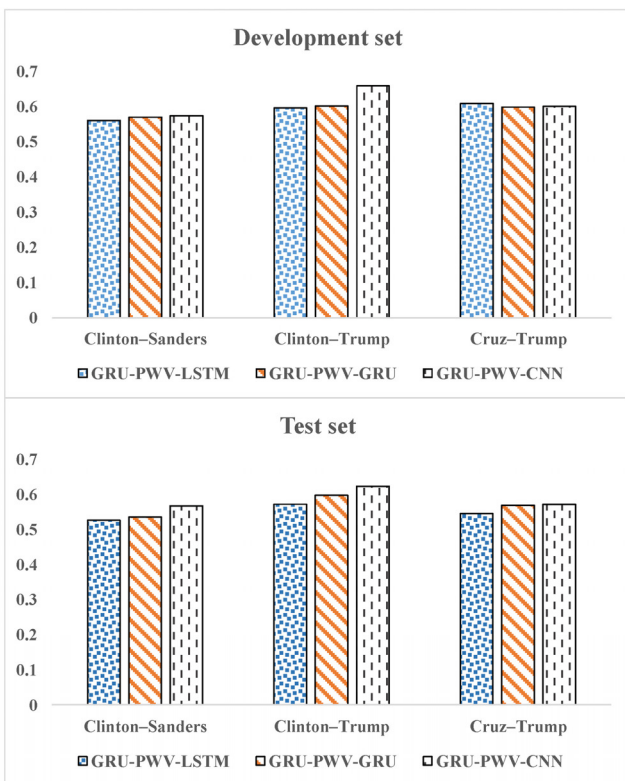 Development set
0.7
0.6
0.5
0.4
0.3
0.2
0.1
0
Clinton–Sanders Clinton–Trump Cruz–Trump
GRU-PWV-LSTM GRU-PWV-GRU GRU-PWV-CNN
Test set
0.7
0.6
0.5
0.4
0.3
0.2
0.1
0
Clinton–Sanders Clinton–Trump Cruz–Trump
GRU-PWV-LSTM GRU-PWV-GRU GRU-PWV-CNN